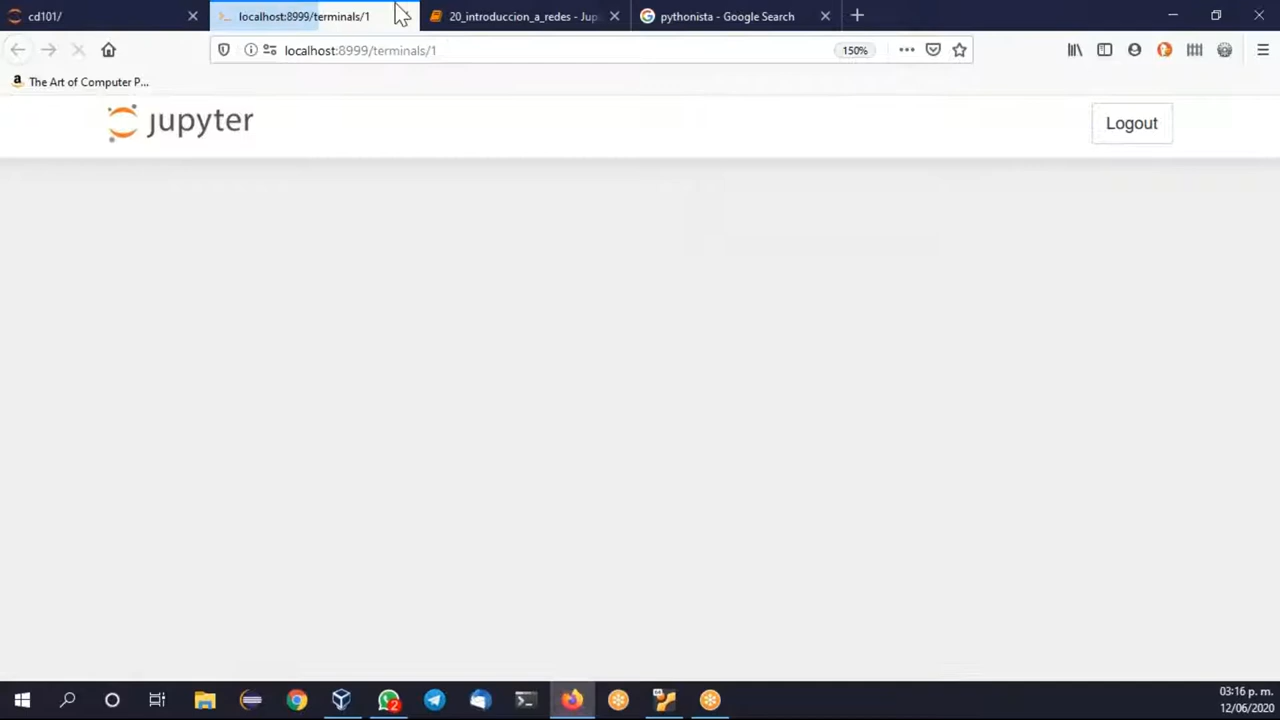 cd101/
localhost:8999/terminals/1
20_introduccion_a_redes - Jup
pythonista - Google Search
localhost:8999/terminals/1
150%
The Art of Computer P...
jupyter
Logout
2
03:16 p. m.
12/06/2020